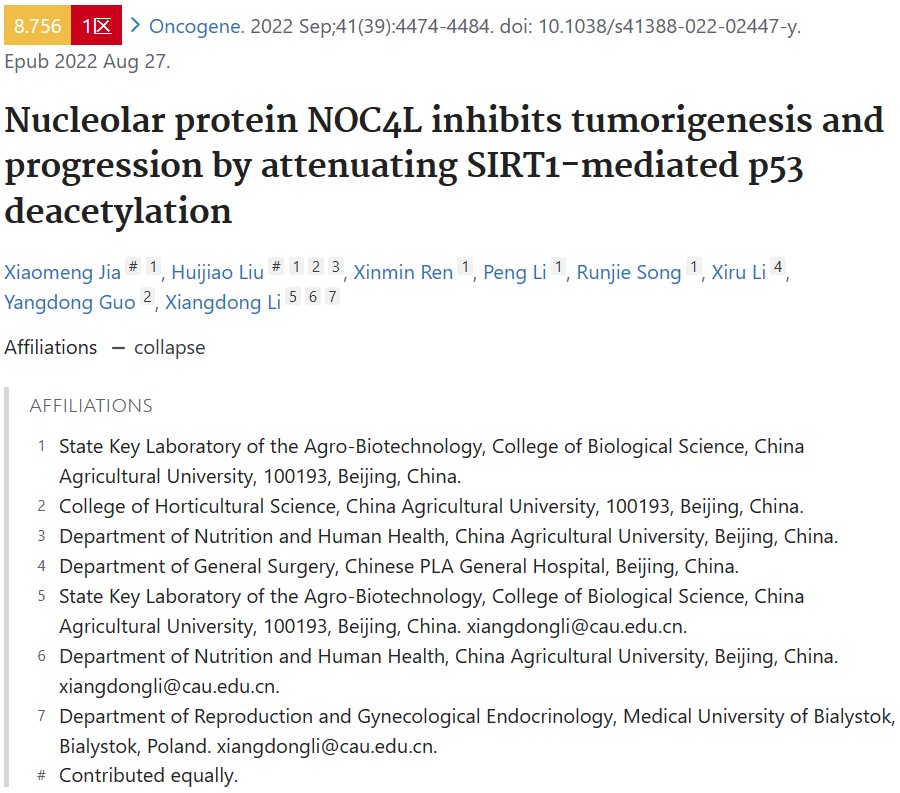 8.756 1区 > Oncogene. 2022 Sep;41(39):4474-4484. doi: 10.1038/s41388-022-02447-y.
Epub 2022 Aug 27.
Nucleolar protein NOC4L inhibits tumorigenesis and
progression by attenuating SIRT1-mediated p53
deacetylation
Xiaomeng Jia # 1, Huijiao Liu # 1 2 3, Xinmin Ren 1, Peng Li 1, Runjie Song 1, Xiru Li 4,
Yangdong Guo 2, Xiangdong Li 5 6 7
Affiliations — collapse
AFFILIATIONS
1 State Key Laboratory of the Agro-Biotechnology, College of Biological Science, China
Agricultural University, 100193, Beijing, China.
2 College of Horticultural Science, China Agricultural University, 100193, Beijing, China.
3 Department of Nutrition and Human Health, China Agricultural University, Beijing, China.
4 Department of General Surgery, Chinese PLA General Hospital, Beijing, China.
5 State Key Laboratory of the Agro-Biotechnology, College of Biological Science, China
Agricultural University, 100193, Beijing, China. xiangdongli@cau.edu.cn.
6 Department of Nutrition and Human Health, China Agricultural University, Beijing, China.
xiangdongli@cau.edu.cn.
7 Department of Reproduction and Gynecological Endocrinology, Medical University of Bialystok,
Bialystok, Poland. xiangdongli@cau.edu.cn.
# Contributed equally.